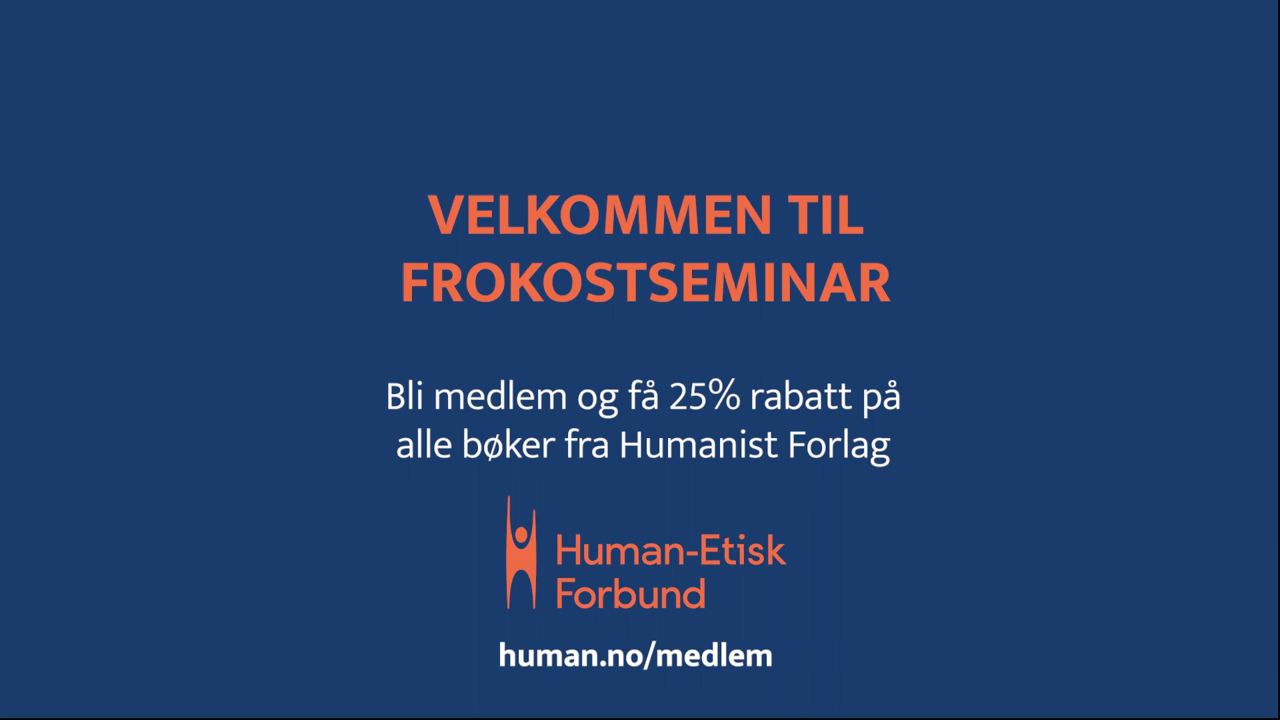 VELKOMMEN TIL
FROKOSTSEMINAR
Bli medlem og få 25% rabatt på
alle bøker fra Humanist Forlag
Human-Etisk
Forbund
human.no/medlem